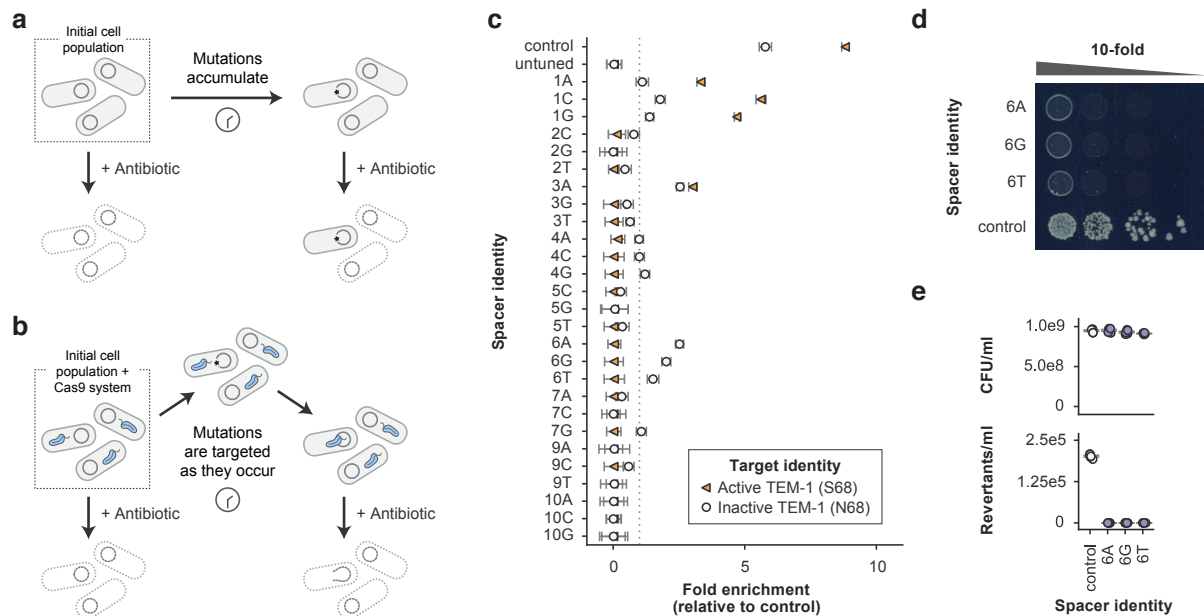 a
Initial cell
population
Mutations
accumulate
+ Antibiotic
+ Antibiotic
b
Initial cell
population +
Cas9 system
Mutations
are targeted
as they occur
+ Antibiotic
+ Antibiotic
c
Spacer identity
control
untuned
1A
1C
1G
2C
2G
2T
3A
3G
3T
4A
4C
4G
5C
5G
5T
6A
6G
6T
7A
7C
7G
9A
9C
9T
10A
10C
10G
Target identity
Active TEM-1 (S68)
Inactive TEM-1 (N68)
0
5
10
Fold enrichment
(relative to control)
d
10-fold
Spacer identity
6A
6G
6T
control
e
CFU/ml
1.0e9
5.0e8
0
Revertants/ml
2.5e5
1.25e5
0
control
6A
6G
6T
Spacer identity